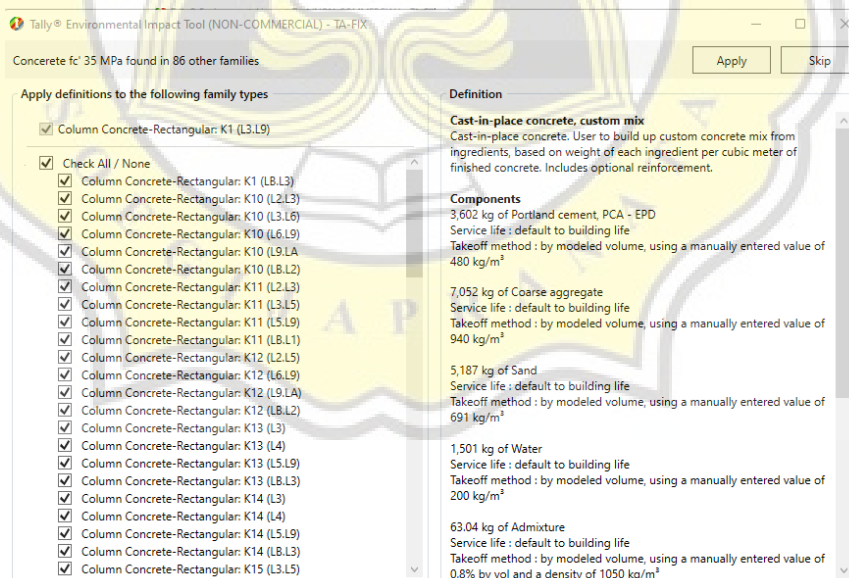 Tally® Environmental Impact Tool (NON-COMMERCIAL) - TA-FIX
Concerete fc' 35 MPa found in 86 other families
Apply
Skip
Apply definitions to the following family types
Column Concrete-Rectangular: K1 (L3.L9)
Check All / None
Column Concrete-Rectangular: K1 (LB.L3)
Column Concrete-Rectangular: K10 (L2.L3)
Column Concrete-Rectangular: K10 (L3.L6)
Column Concrete-Rectangular: K10 (L6.L9)
Column Concrete-Rectangular: K10 (L9.LA
Column Concrete-Rectangular: K10 (LB.L2)
Column Concrete-Rectangular: K11 (L2.L3)
Column Concrete-Rectangular: K11 (L3.L5)
Column Concrete-Rectangular: K11 (L5.L9)
Column Concrete-Rectangular: K11 (LB.L1)
Column Concrete-Rectangular: K12 (L2.L5)
Column Concrete-Rectangular: K12 (L6.L9)
Column Concrete-Rectangular: K12 (L9.LA)
Column Concrete-Rectangular: K12 (LB.L2)
Column Concrete-Rectangular: K13 (L3)
Column Concrete-Rectangular: K13 (L4)
Column Concrete-Rectangular: K13 (L5.L9)
Column Concrete-Rectangular: K13 (LB.L3)
Column Concrete-Rectangular: K14 (L3)
Column Concrete-Rectangular: K14 (L4)
Column Concrete-Rectangular: K14 (L5.L9)
Column Concrete-Rectangular: K14 (LB.L3)
Column Concrete-Rectangular: K15 (L3.L5)
Definition
Cast-in-place concrete, custom mix
Cast-in-place concrete. User to build up custom concrete mix from
ingredients, based on weight of each ingredient per cubic meter of
finished concrete. Includes optional reinforcement.
Components
3,602 kg of Portland cement, PCA - EPD
Service life : default to building life
Takeoff method : by modeled volume, using a manually entered value of
480 kg/m³
7,052 kg of Coarse aggregate
Service life : default to building life
Takeoff method : by modeled volume, using a manually entered value of
940 kg/m³
5,187 kg of Sand
Service life : default to building life
Takeoff method : by modeled volume, using a manually entered value of
691 kg/m³
1,501 kg of Water
Service life : default to building life
Takeoff method : by modeled volume, using a manually entered value of
200 kg/m³
63.04 kg of Admixture
Service life : default to building life
Takeoff method : by modeled volume, using a manually entered value of
0.8% by vol and a density of 1050 kg/m³